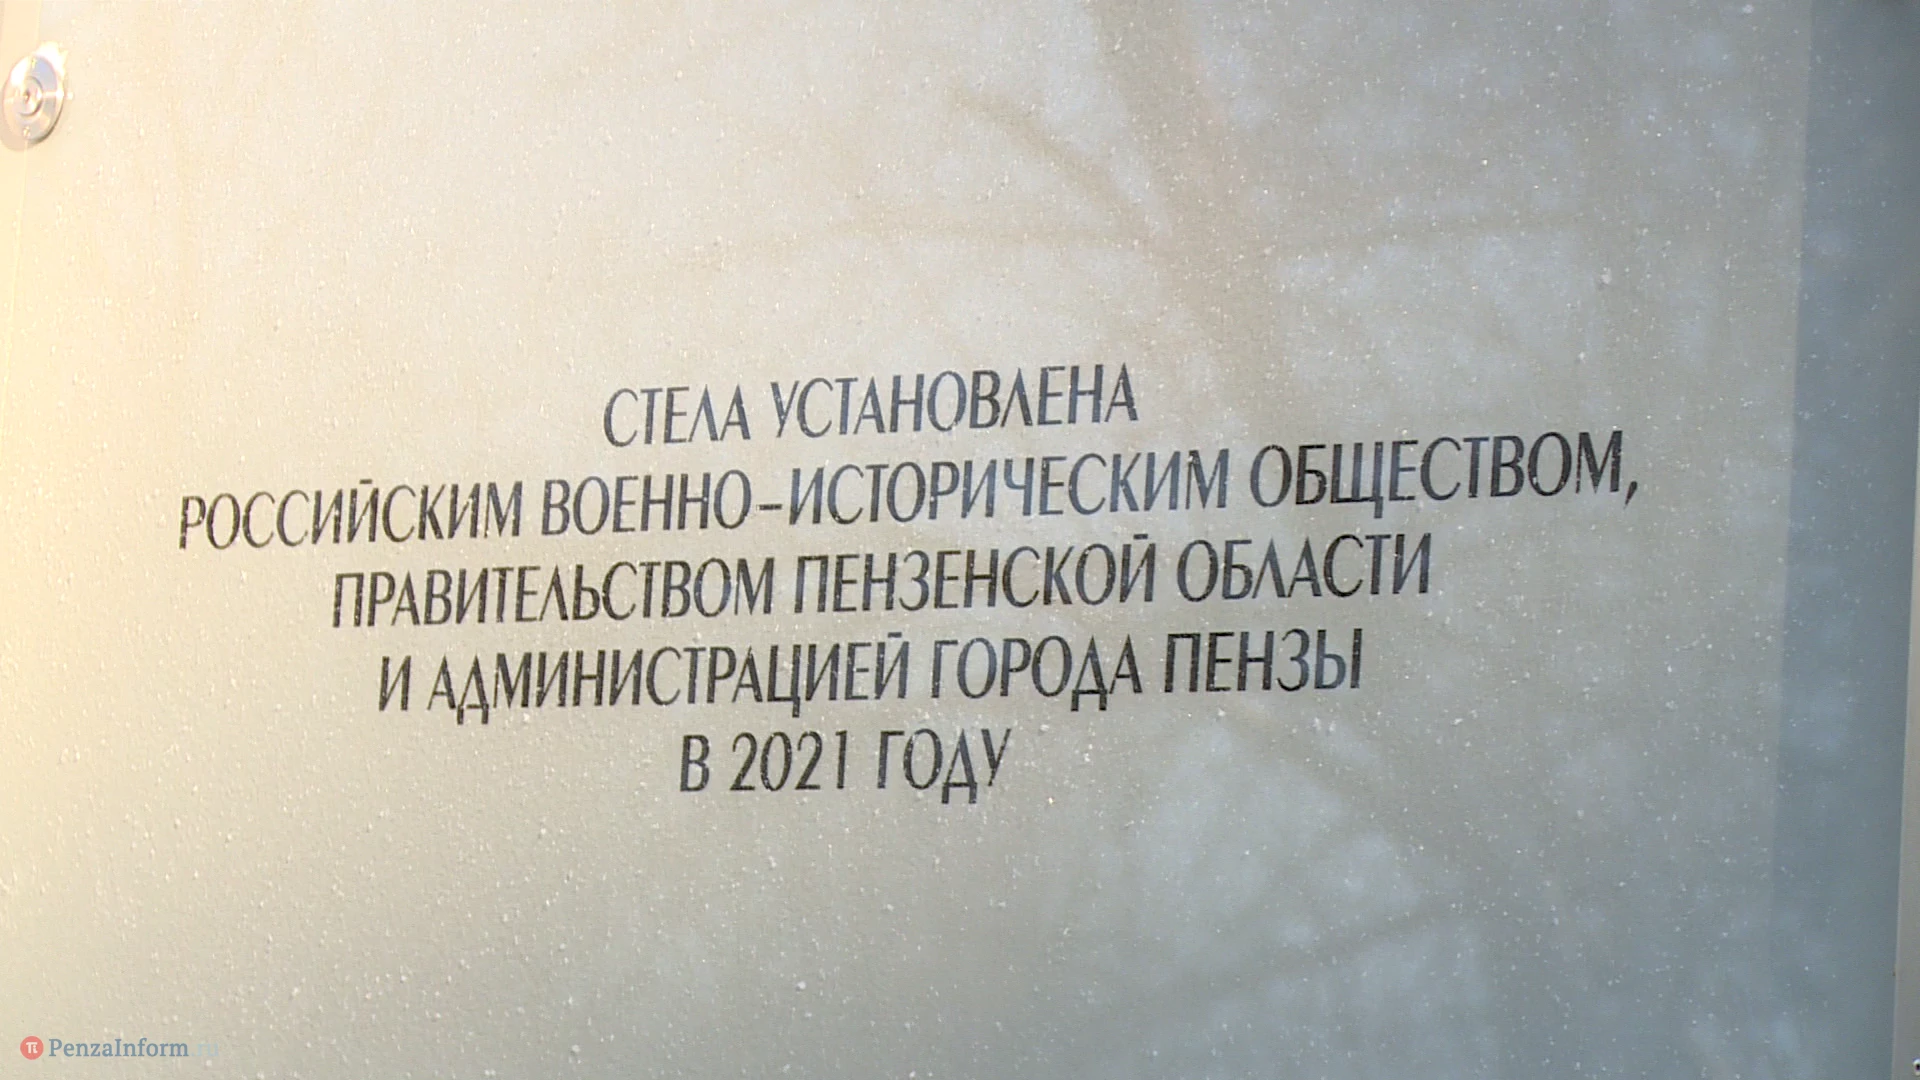 СТЕЛА УСТАНОВЛЕНА
РОССИЙСКИМ ВОЕННО-ИСТОРИЧЕСКИМ ОБЩЕСТВОМ,
ПРАВИТЕЛЬСТВОМ ПЕНЗЕНСКОЙ ОБЛАСТИ
И АДМИНИСТРАЦИЕЙ ГОРОДА ПЕНЗЫ
В 2021 ГОДУ
PenzaInform.ru